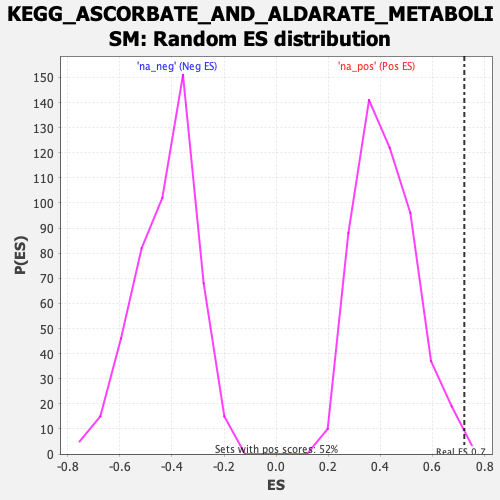 KEGG_ASCORBATE_AND_ALDARATE_METABOLI
SM: Random ES distribution
'na_neg' (Neg ES)
'na_pos' (Pos ES)
150
140
130
120
110
100
90
80
70
60
50
40
30
20
10
0
P(ES)
Sets with pos scores: 52%
Real ES 0.7
-0.8 -0.6 -0.4 -0.2 0.0 0.2 0.4 0.6 0.8
ES